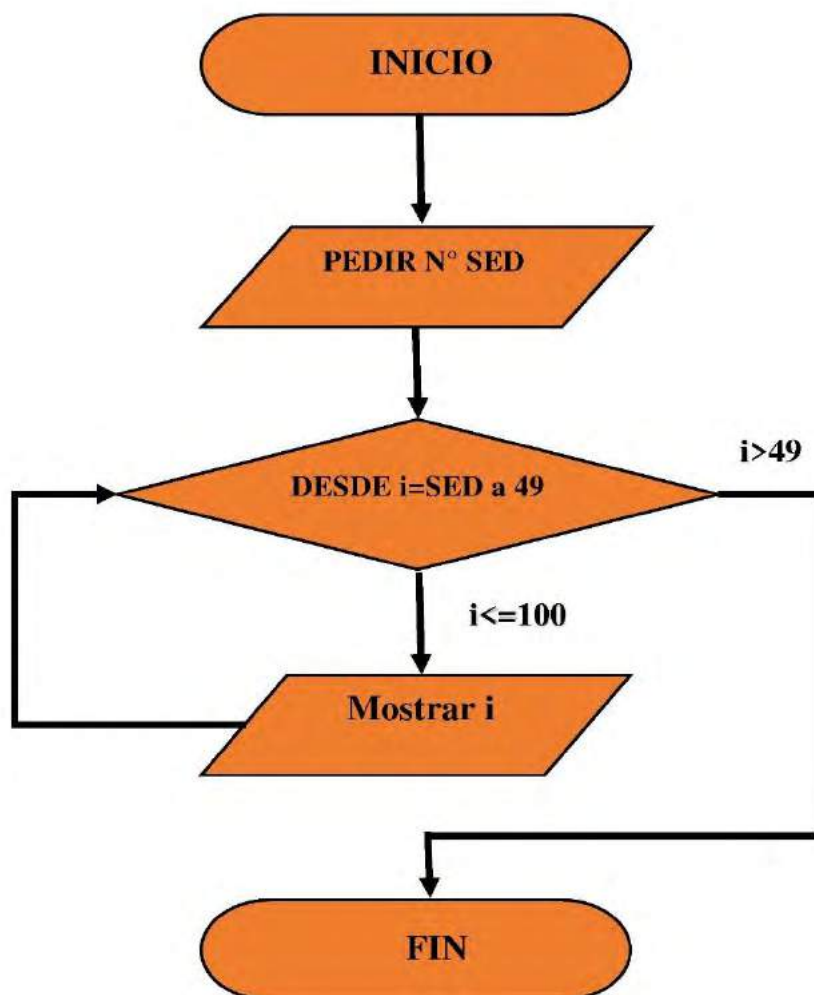 INICIO
PEDIR N° SED
i>49
DESDE i=SED a 49
i<=100
Mostrar i
FIN